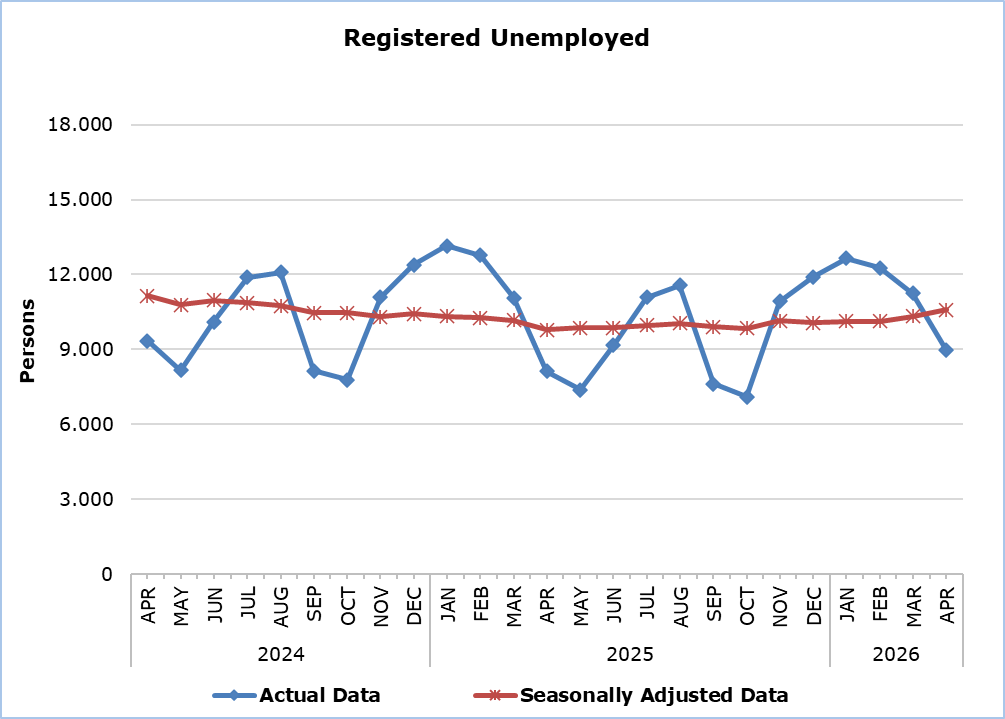 Registered Unemployed
18.000
15.000
12.000
9.000
6.000
3.000
0
Persons
APR MAY JUN JUL AUG SEP OCT NOV DEC JAN FEB MAR APR MAY JUN JUL AUG SEP OCT NOV DEC JAN FEB MAR APR
2024 2025 2026
Actual Data Seasonally Adjusted Data